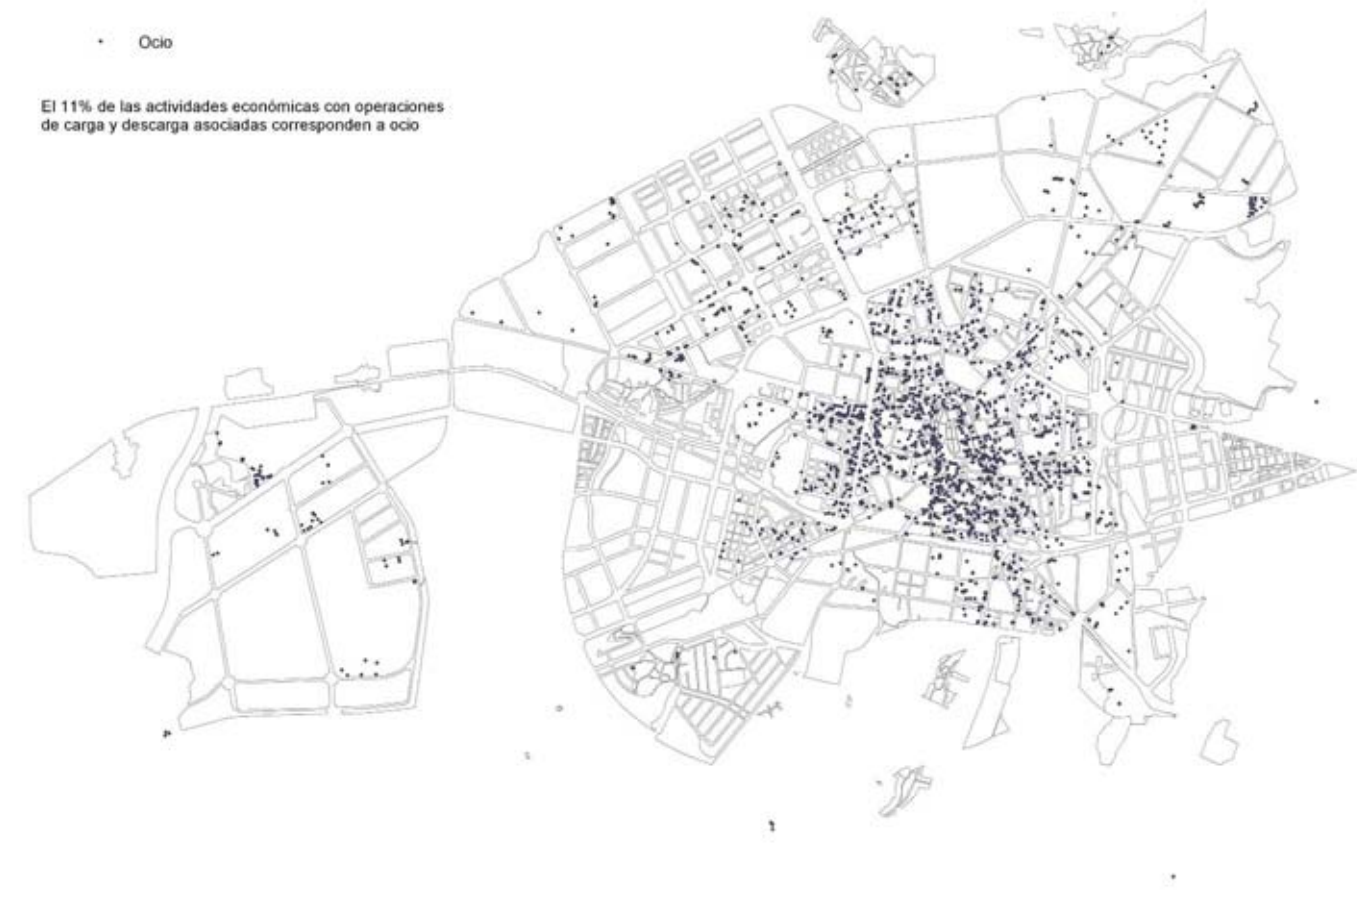 Ocio
El 11% de las actividades económicas con operaciones
de carga y descarga asociadas corresponden a ocio